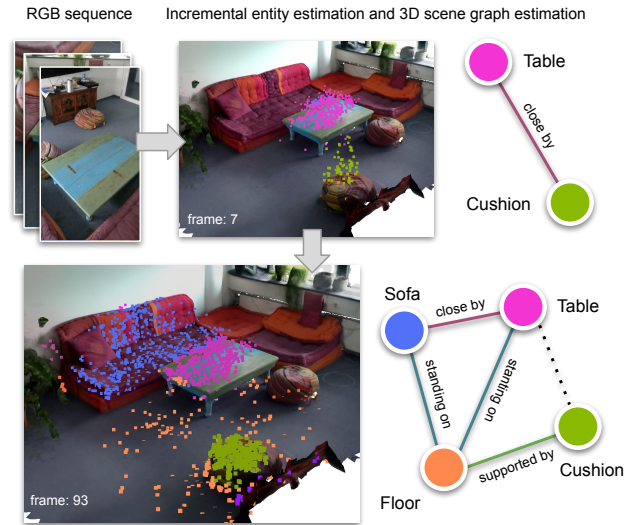 RGB sequence
Incremental entity estimation and 3D scene graph estimation
Table
close by
Cushion
frame: 7
Sofa
close by
Table
standing on
starting on
Cushion
supported by
Floor
frame: 93